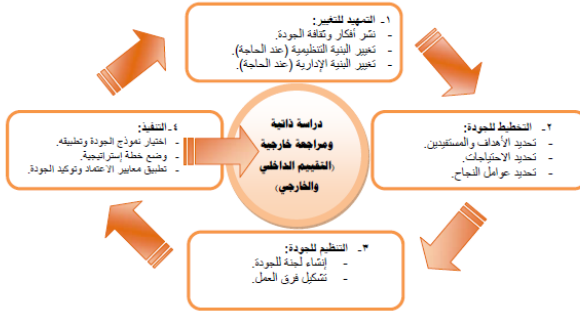 ١- التمهيد للتغيير:
- نشر أفكار وثقافة الجودة.
- تغيير البنية التنظيمية (عند الحاجة).
- تغيير البنية الإدارية (عند الحاجة).
٢- التخطيط للجودة:
- تحديد الأهداف والمستفيدين.
- تحديد الاحتياجات.
- تحديد عوامل النجاح.
٣- التنظيم للجودة:
- إنشاء لجنة للجودة.
- تشكيل فرق العمل.
٤- التنفيذ:
- اختيار نموذج الجودة وتطبيقه.
- وضع خطة إستراتيجية.
- تطبيق معايير الاعتماد وتوكيد الجودة.
دراسة ذاتية
ومراجعة خارجية
(التقييم الداخلي
والخارجي)